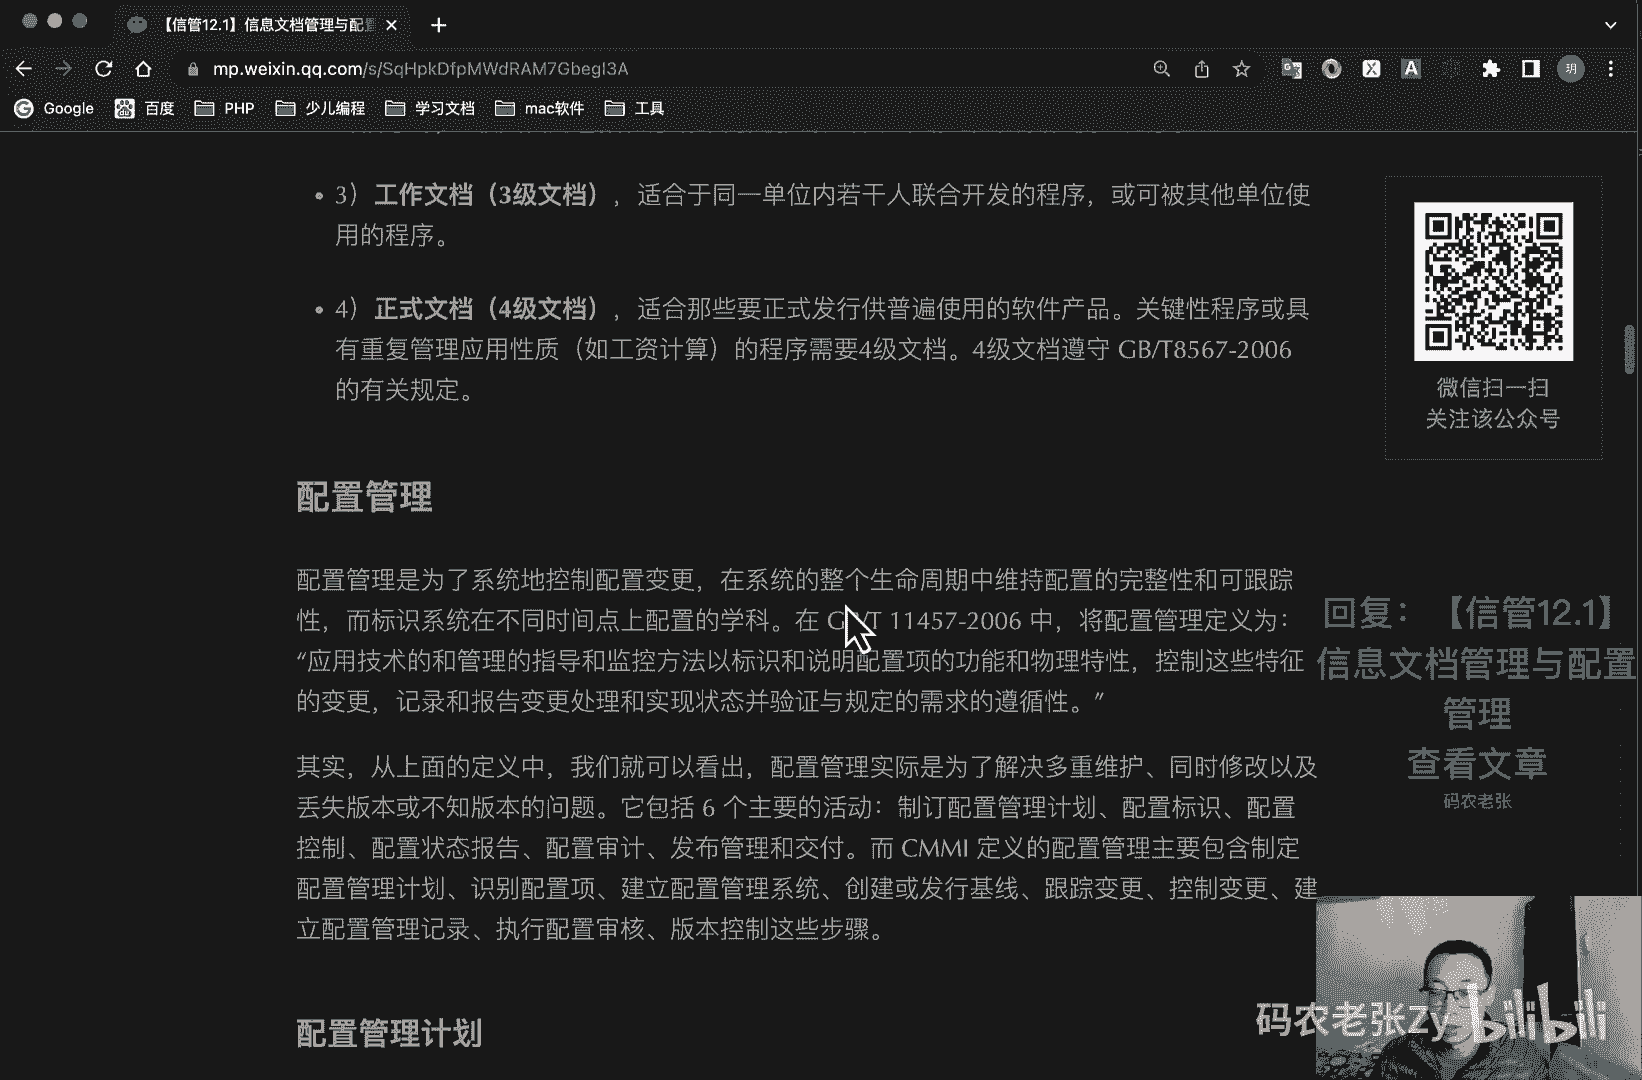 【信管12.1】信息文档管理与配
mp.weixin.qq.com/s/SqHpkDfpMWdRAM7GbegI3A
Google 百度 PHP 少儿编程 学习文档 mac软件 工具
3）工作文档（3级文档），适合于同一单位内若干人联合开发的程序，或可被其他单位使
用的程序。
4）正式文档（4级文档），适合那些要正式发行供普遍使用的软件产品。关键性程序或具
有重复管理应用性质（如工资计算）的程序需要4级文档。4级文档遵守 GB/T8567-2006
的有关规定。
微信扫一扫
关注该公众号
配置管理
配置管理是为了系统地控制配置变更，在系统的整个生命周期中维持配置的完整性和可跟踪
性，而标识系统在不同时间点上配置的学科。在 11457-2006 中，将配置管理定义为：
“应用技术的和管理的指导和监控方法以标识和说明配置项的功能和物理特性，控制这些特征
的变更，记录和报告变更处理和实现状态并验证与规定的需求的遵循性。”
其实，从上面的定义中，我们就可以看出，配置管理实际是为了解决多重维护、同时修改以及
丢失版本或不知版本的问题。它包括 6 个主要的活动：制订配置管理计划、配置标识、配置
控制、配置状态报告、配置审计、发布管理和交付。而 CMMI 定义的配置管理主要包含制定
配置管理计划、识别配置项、建立配置管理系统、创建或发行基线、跟踪变更、控制变更、建
立配置管理记录、执行配置审核、版本控制这些步骤。
配置管理计划
回复：【信管12.1】
信息文档管理与配置
管理
查看文章
码农老张
码农老张Zy bilibili